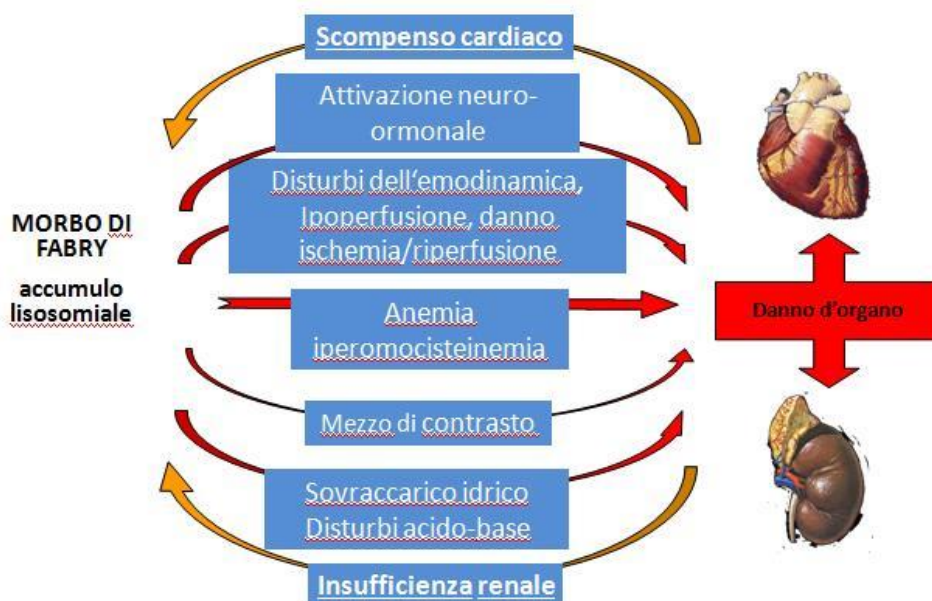 Scompenso cardiaco
Attivazione neuro-
ormonale
Disturbi dell'emodinamica,
Ipoperfusione, danno
ischemia/riperfusione
MORBO DI
FABRY
accumulo
lisosomiale
Anemia
iperomocisteinemia
Danno d'organo
Mezzo di contrasto
Sovraccarico idrico
Disturbi acido-base
Insufficienza renale